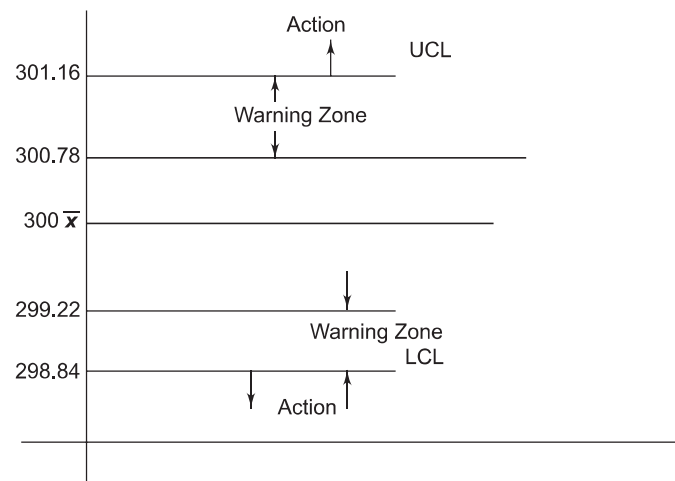 Action
UCL
301.16
Warning Zone
300.78
300 x̅
299.22
Warning Zone
LCL
298.84
Action